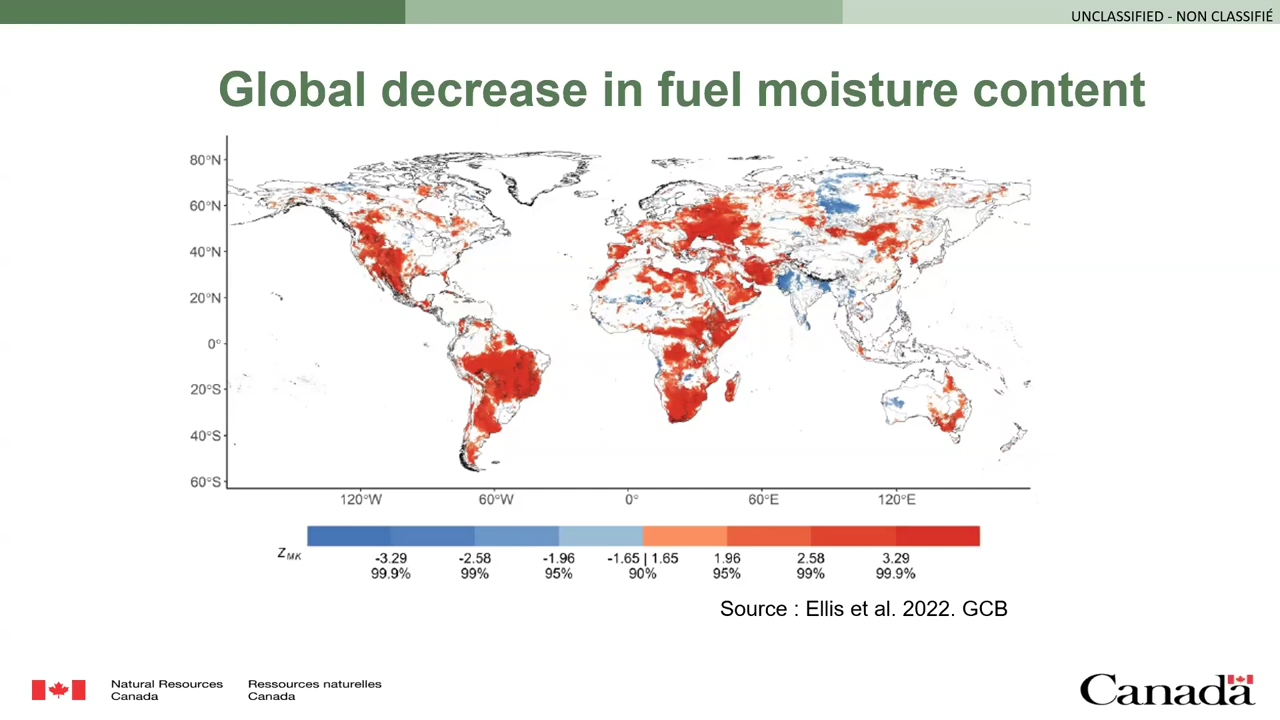 UNCLASSIFIED - NON CLASSIFIÉ
Global decrease in fuel moisture content
80°N
60°N
40°N
20°N
0°
20°S
40°S
60°S
120°W 60°W 0° 60°E 120°E
Z_MK
-3.29 -2.58 -1.96 -1.65 | 1.65 1.96 2.58 3.29
99.9% 99% 95% 90% 95% 99% 99.9%
Source : Ellis et al. 2022. GCB
Natural Resources Ressources naturelles
Canada Canada
Canada